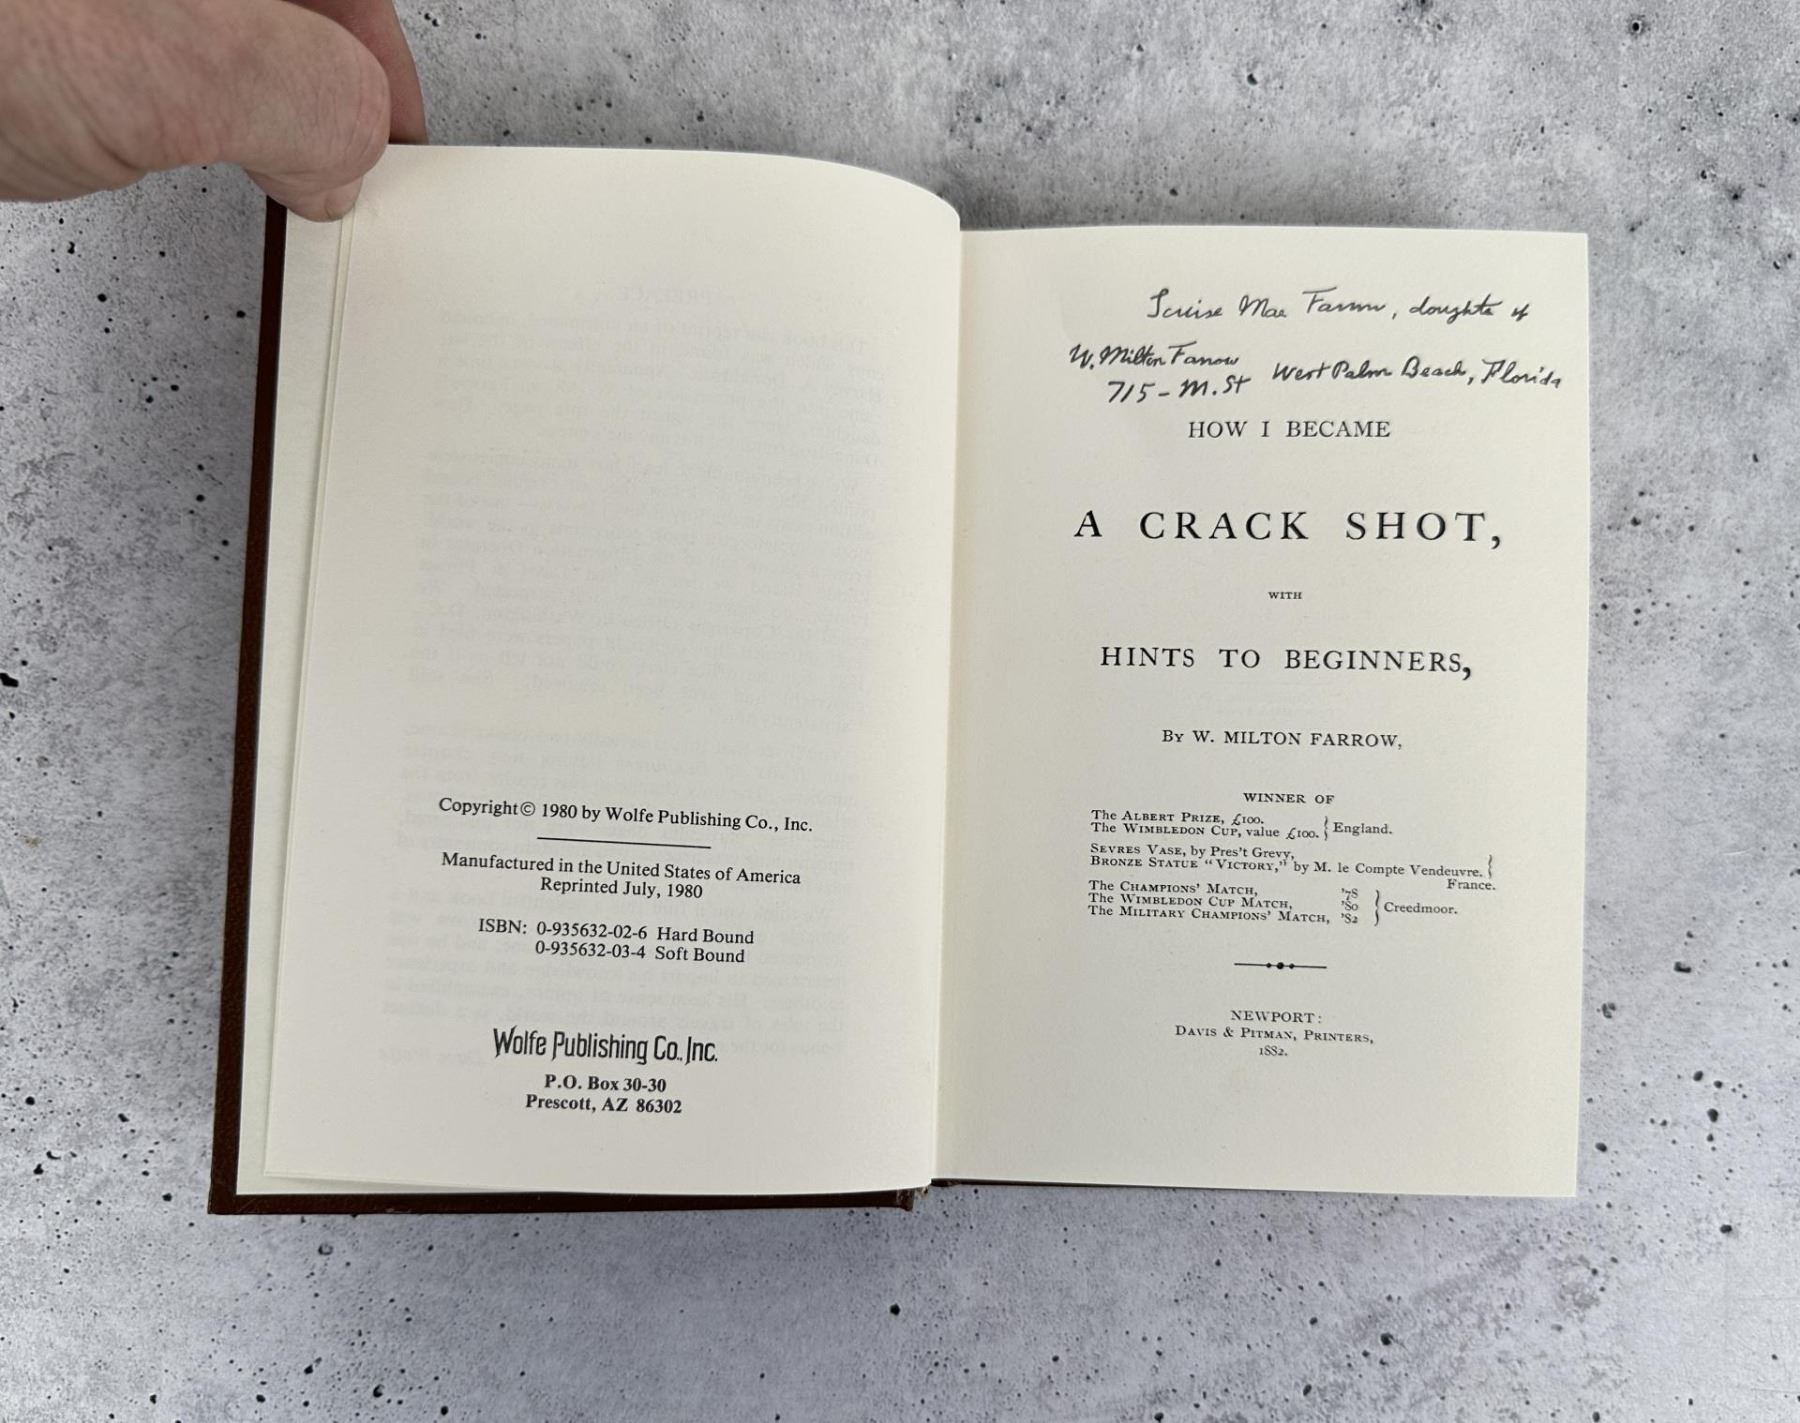 Copyright© 1980 by Wolfe Publishing Co., Inc.
Manufactured in the United States of America
Reprinted July, 1980
ISBN: 0-935632-02-6 Hard Bound
0-935632-03-4 Soft Bound
Wolfe Publishing Co., Inc.
P.O. Box 30-30
Prescott, AZ 86302
Louise Mae Farrow, daughter of
W. Milton Farrow West Palm Beach, Florida
715 - M. St
HOW I BECAME
A CRACK SHOT,
WITH
HINTS TO BEGINNERS,
By W. MILTON FARROW,
WINNER OF
The ALBERT PRIZE, £100.
The WIMBLEDON CUP, value £100. } England.
SEVRES VASE, by Pres't Grevy,
BRONZE STATUE "VICTORY," by M. le Compte Vendeuvre. }
France.
The CHAMPIONS' MATCH, '78
The WIMBLEDON CUP MATCH, '80 } Creedmoor.
The MILITARY CHAMPIONS' MATCH, '82
NEWPORT:
DAVIS & PITMAN, PRINTERS,
1882.